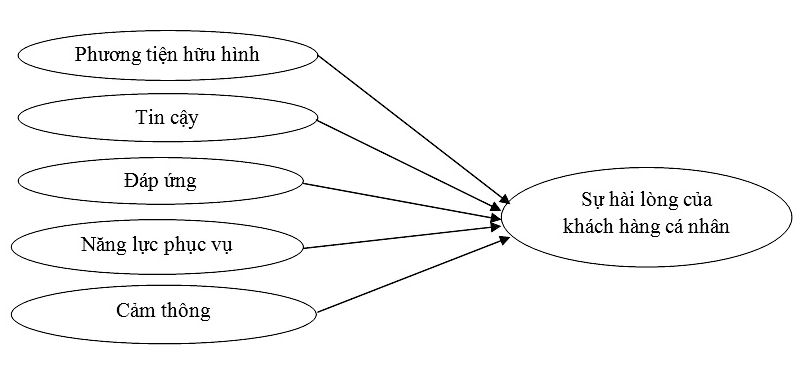 Phương tiện hữu hình
Tin cậy
Đáp ứng
Năng lực phục vụ
Cảm thông
Sự hài lòng của
khách hàng cá nhân